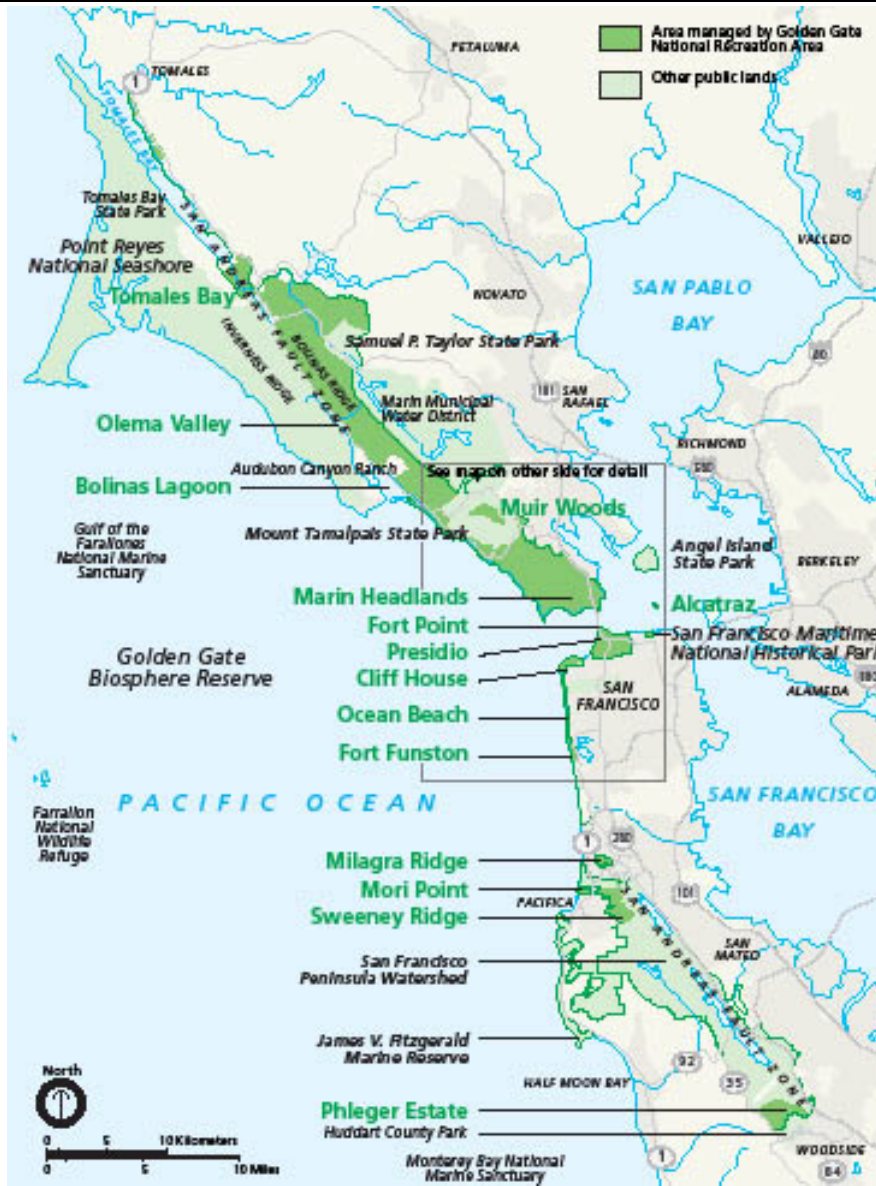 Area managed by Golden Gate
National Recreation Area
Other public lands
PETALUMA
TOMALES
1
TOMALES BAY
Tomales Bay
State Park
SAN ANDREAS FAULT ZONE
Point Reyes
National Seashore
Tomales Bay
VALLEJO
SAN PABLO
BAY
NOVATO
INVERNESS RIDGE
BOLINAS RIDGE
Samuel P. Taylor State Park
80
101
SAN
RAFAEL
Marin Municipal
Water District
Olema Valley
RICHMOND
580
Audubon Canyon Ranch
See map on other side for detail
Bolinas Lagoon
Muir Woods
Gulf of the
Farallones
National Marine
Sanctuary
Mount Tamalpais State Park
Angel Island
State Park
BERKELEY
Marin Headlands
Alcatraz
Fort Point
San Francisco Maritime
National Historical Park
Presidio
Golden Gate
Biosphere Reserve
Cliff House
880
ALAMEDA
SAN
FRANCISCO
Ocean Beach
Fort Funston
PACIFIC OCEAN
SAN FRANCISCO
BAY
Farrallon
National
Wildlife
Refuge
1
280
Milagra Ridge
Mori Point
101
PACIFICA
Sweeney Ridge
SAN ANDREAS FAULT ZONE
SAN
MATEO
San Francisco
Peninsula Watershed
James V. Fitzgerald
Marine Reserve
92
North
HALF MOON BAY
35
Phleger Estate
Huddart County Park
0 5 10 Kilometers
0 5 10 Miles
WOODSIDE
Monterey Bay National
Marine Sanctuary
1
84